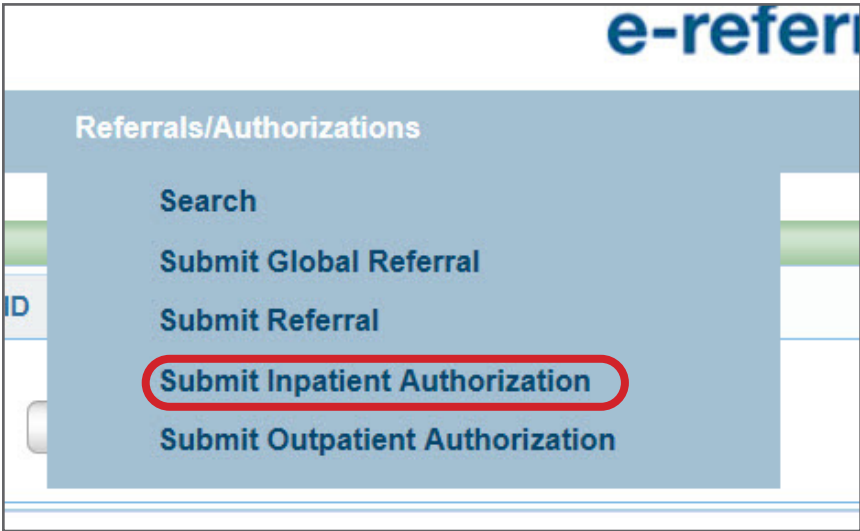 e-refer
Referrals/Authorizations
Search
Submit Global Referral
ID
Submit Referral
Submit Inpatient Authorization
Submit Outpatient Authorization